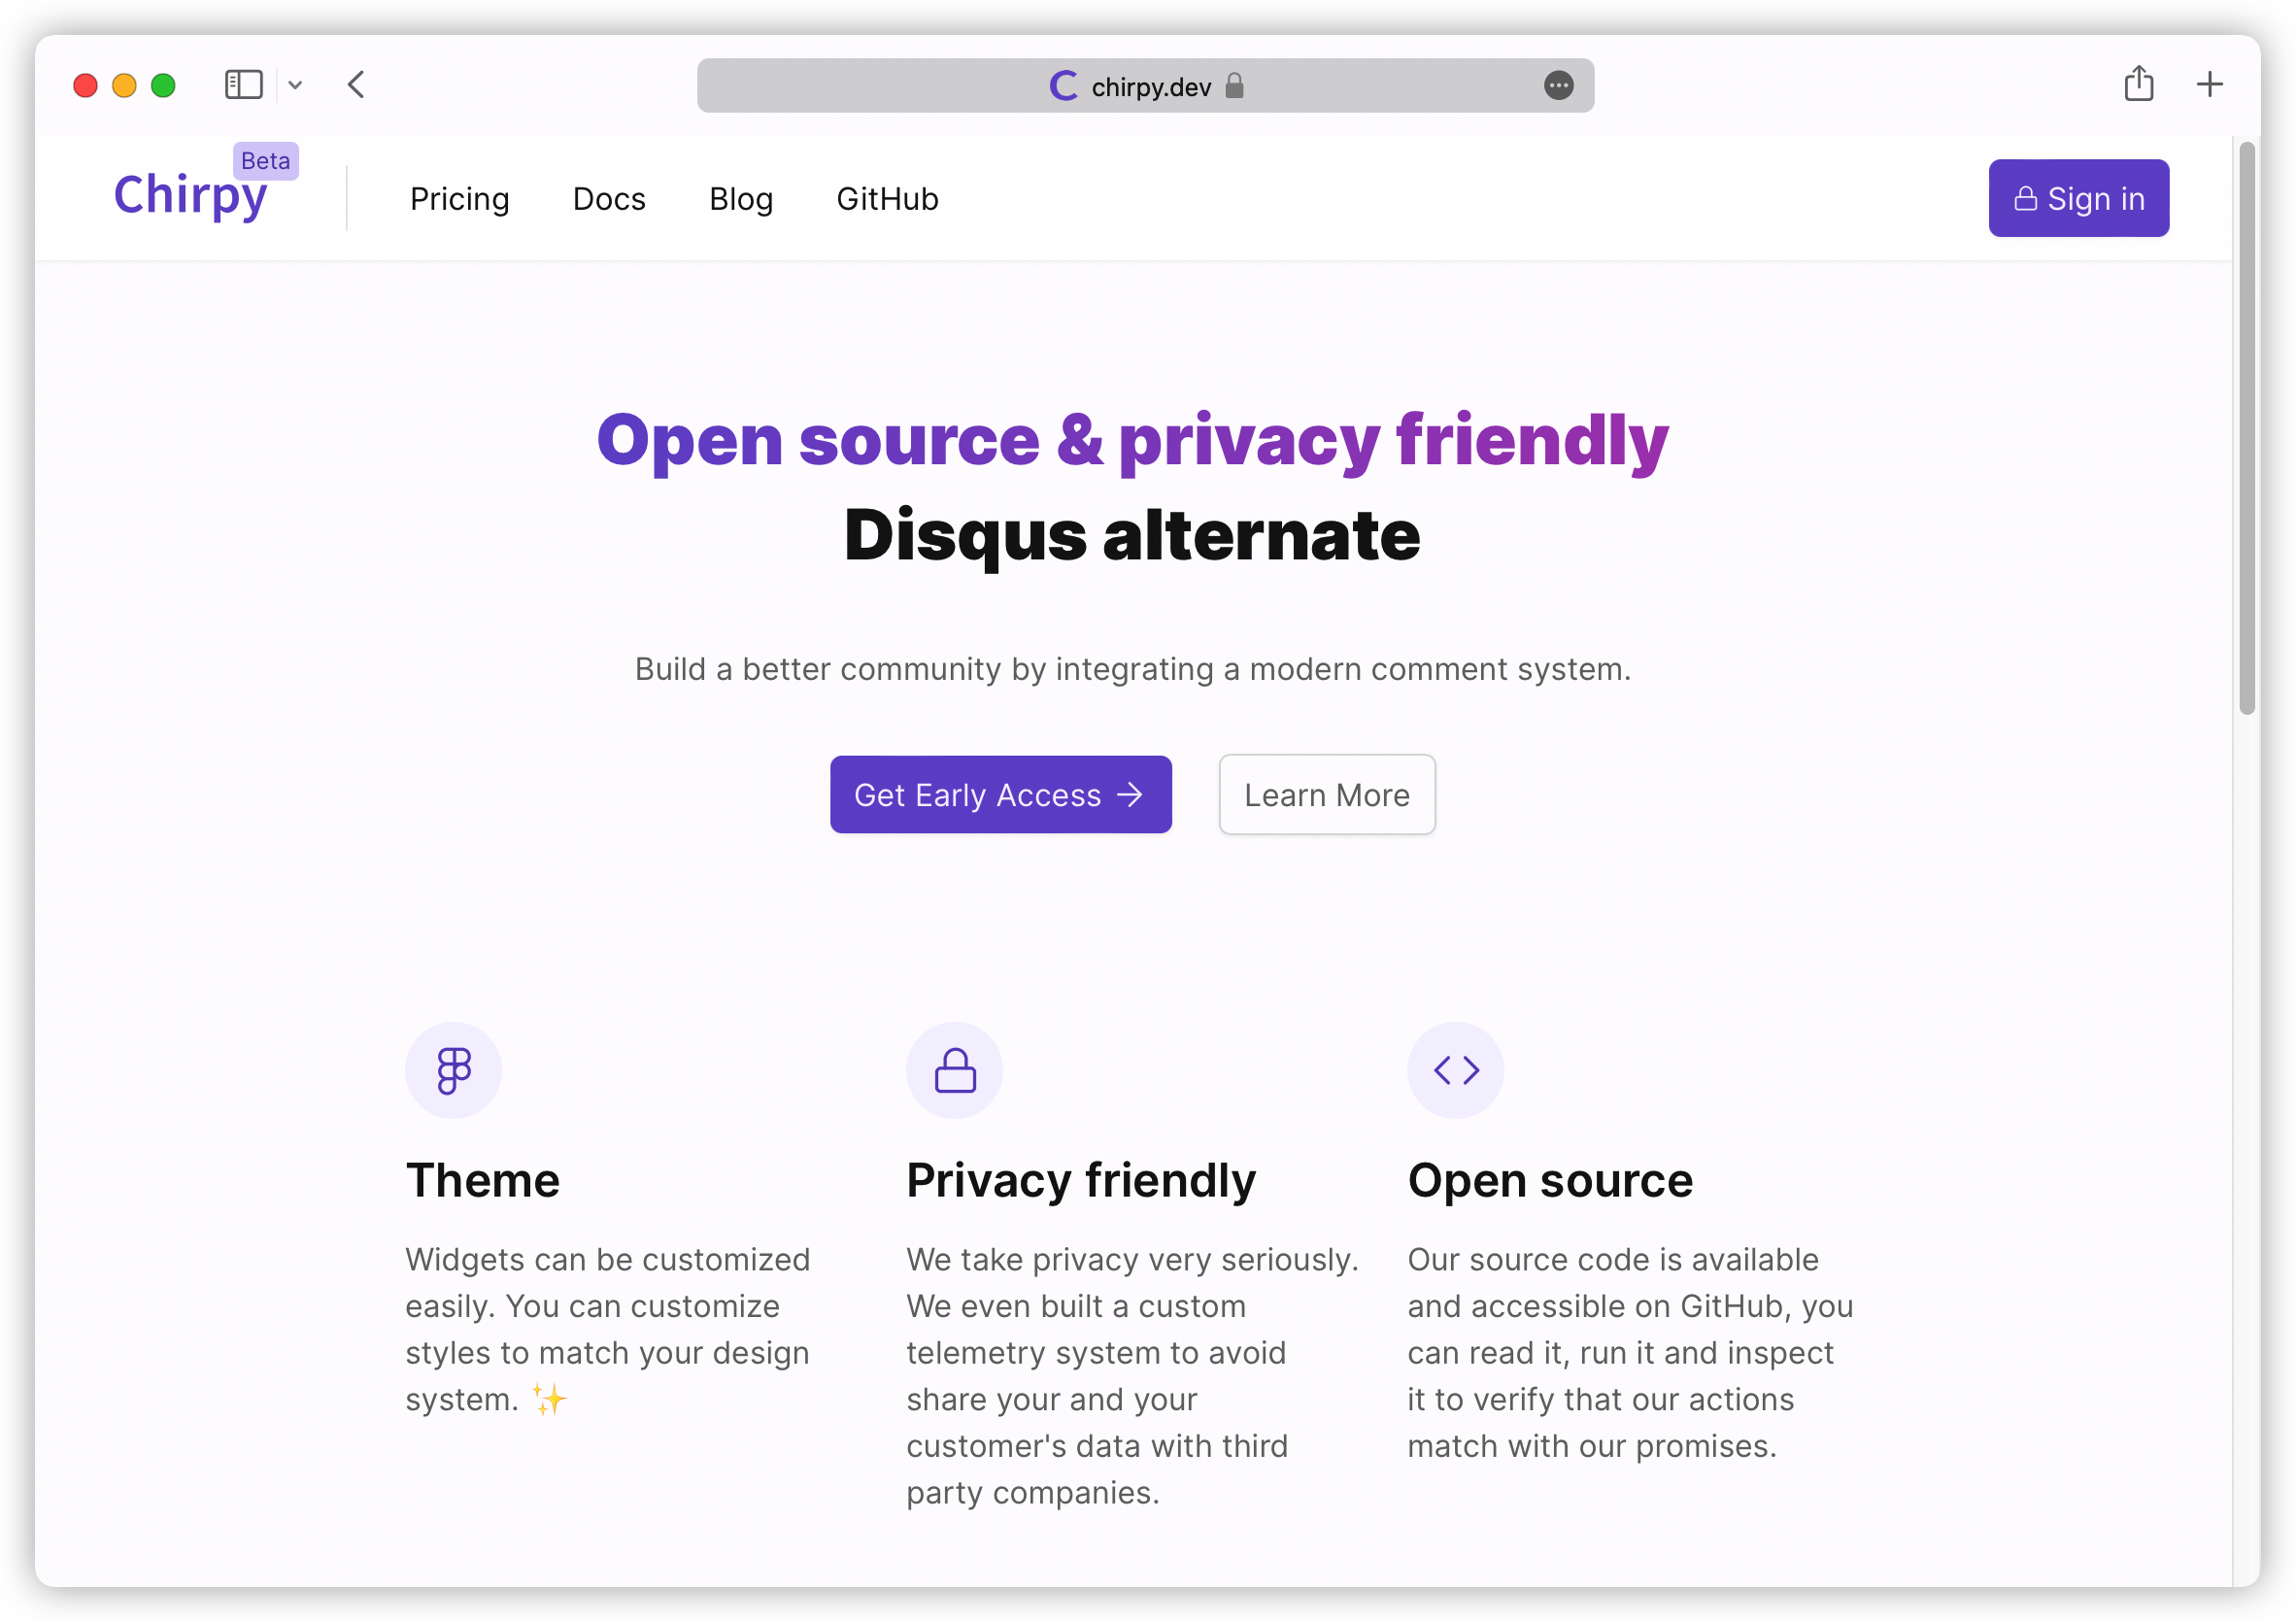 chirpy.dev
Chirpy
Beta
Pricing
Docs
Blog
GitHub
Sign in
Open source & privacy friendly
Disqus alternate
Build a better community by integrating a modern comment system.
Get Early Access
Learn More
Theme
Widgets can be customized
easily. You can customize
styles to match your design
system. ✨
Privacy friendly
We take privacy very seriously.
We even built a custom
telemetry system to avoid
share your and your
customer's data with third
party companies.
Open source
Our source code is available
and accessible on GitHub, you
can read it, run it and inspect
it to verify that our actions
match with our promises.